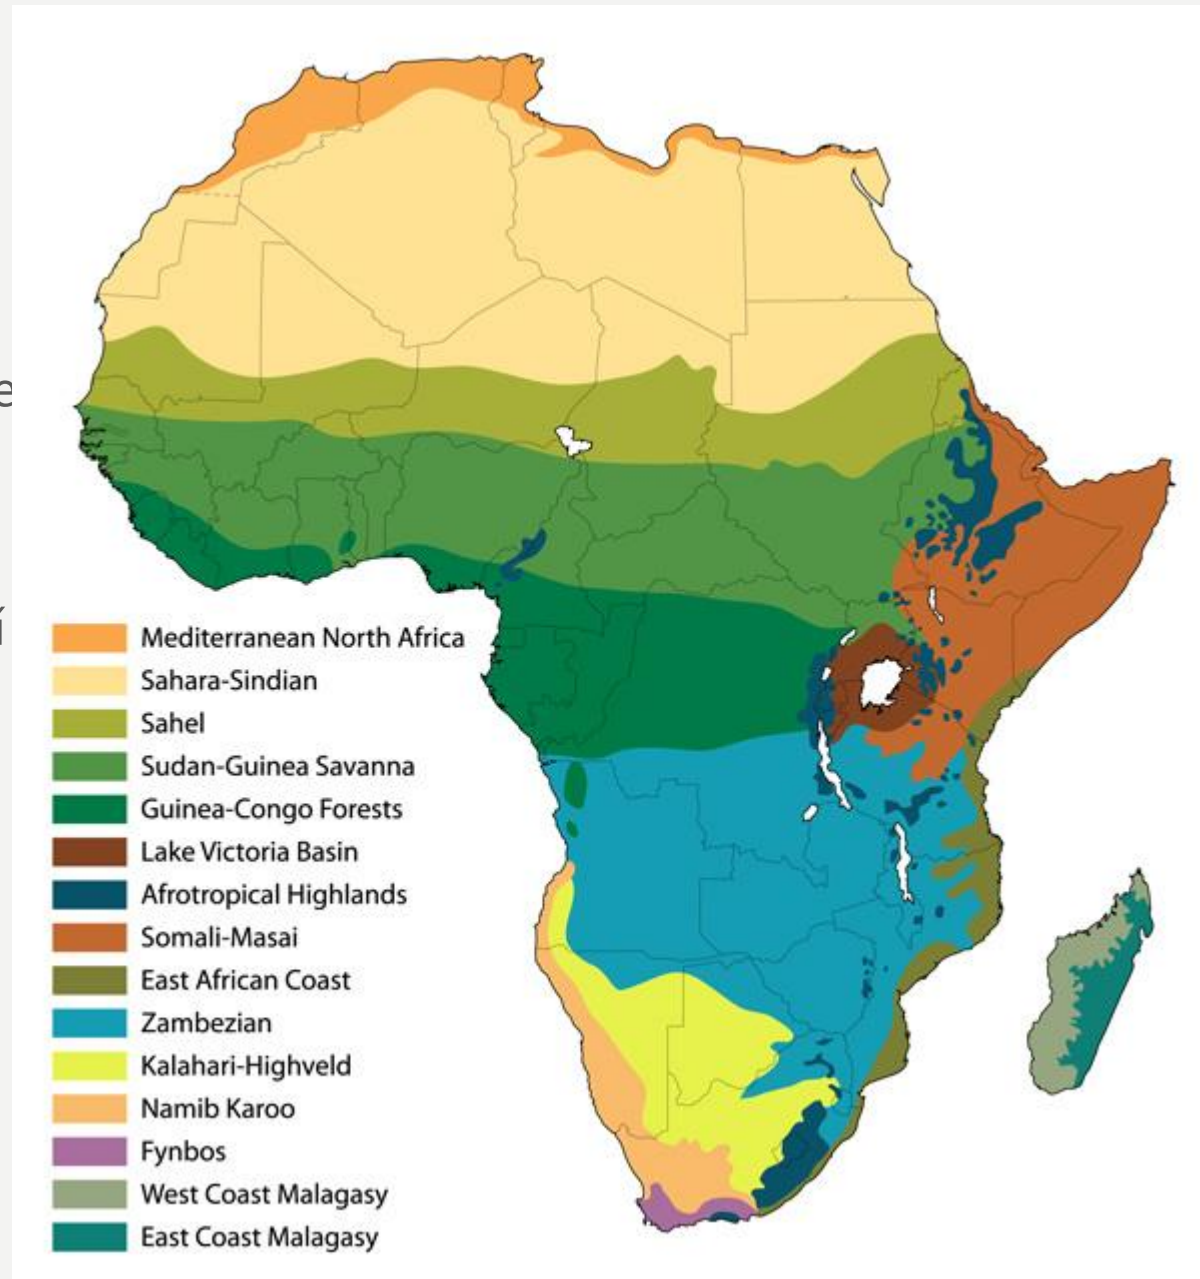 e
í
Mediterranean North Africa
Sahara-Sindian
Sahel
Sudan-Guinea Savanna
Guinea-Congo Forests
Lake Victoria Basin
Afrotropical Highlands
Somali-Masai
East African Coast
Zambezian
Kalahari-Highveld
Namib Karoo
Fynbos
West Coast Malagasy
East Coast Malagasy